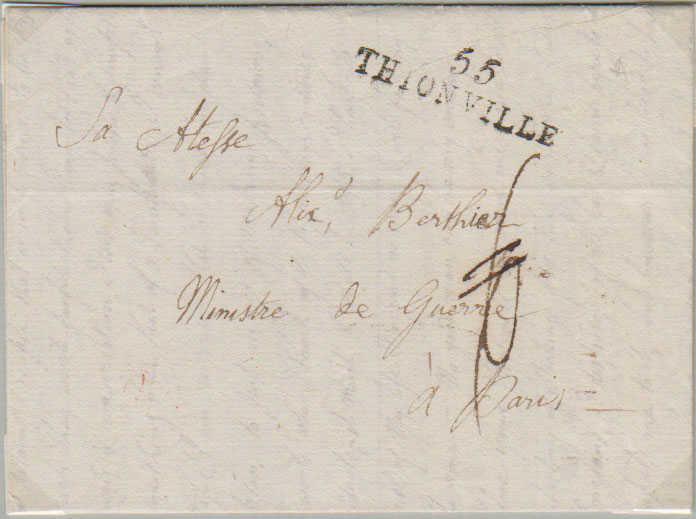 55
THIONVILLE
Sa Altesse
Alex.d Berthier
Ministre de Guerre
à Paris